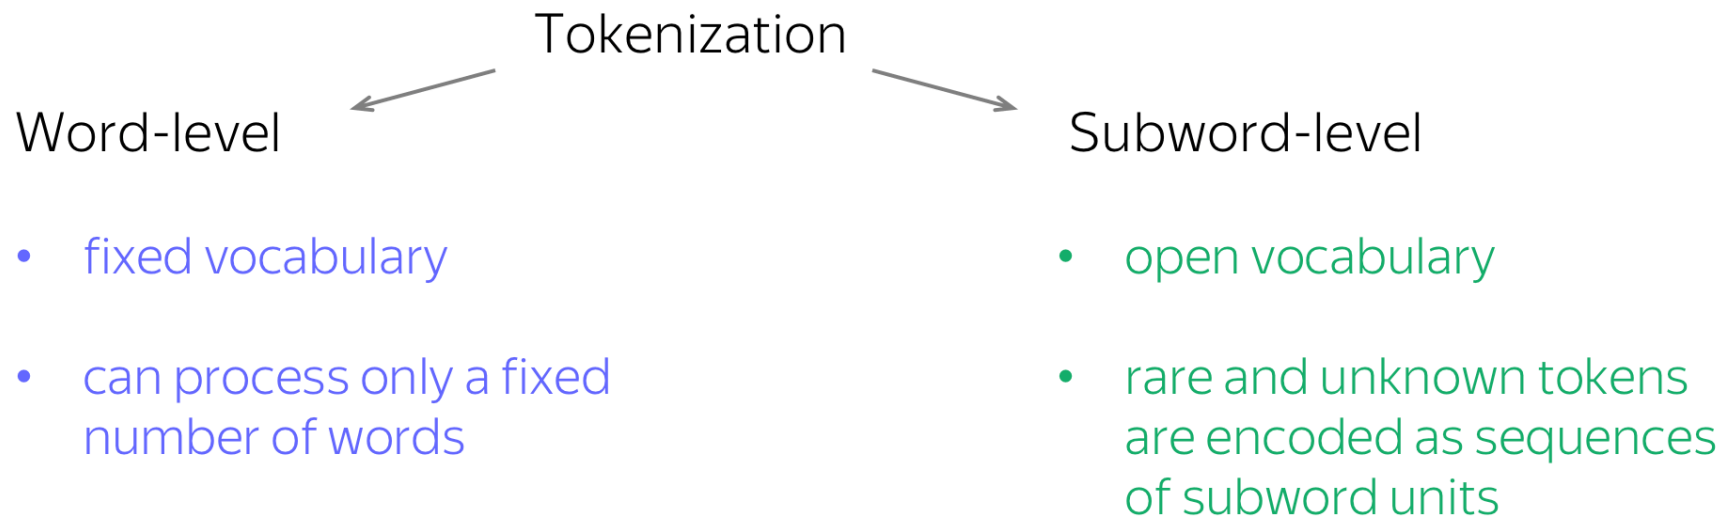 Tokenization
Word-level
• fixed vocabulary
• can process only a fixed
number of words
Subword-level
• open vocabulary
• rare and unknown tokens
are encoded as sequences
of subword units